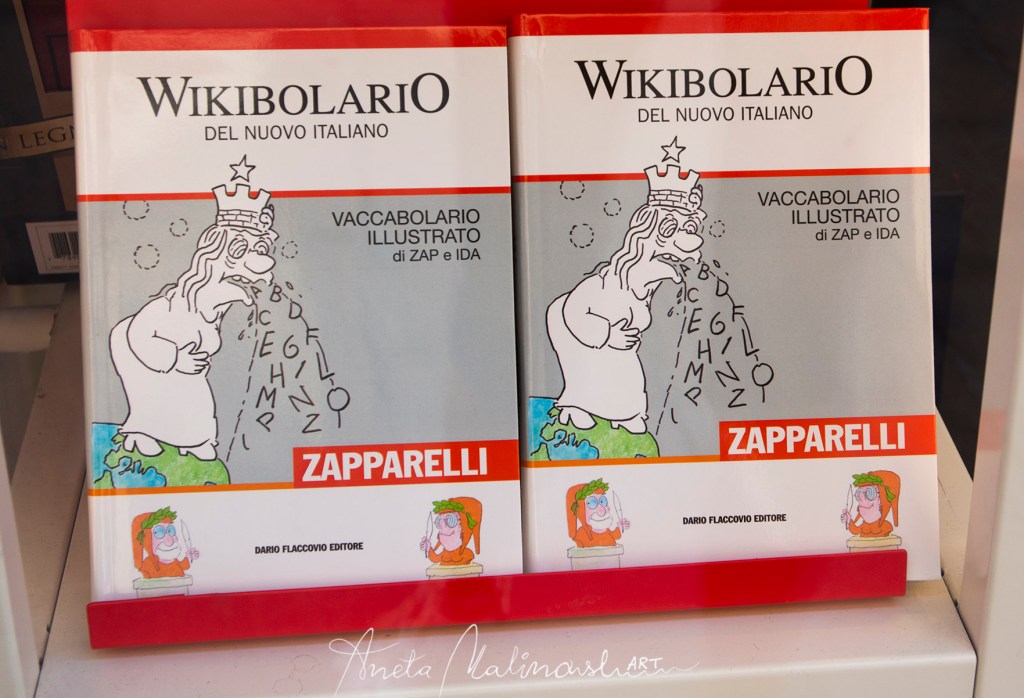 N LEGN
WIKIBOLARIO
DEL NUOVO ITALIANO
VACCABOLARIO
ILLUSTRATO
di ZAP e IDA
ZAPPARELLI
DARIO FLACCOVIO EDITORE
WIKIBOLARIO
DEL NUOVO ITALIANO
VACCABOLARIO
ILLUSTRATO
di ZAP e IDA
ZAPPARELLI
DARIO FLACCOVIO EDITORE
Aneta Malinowska ART